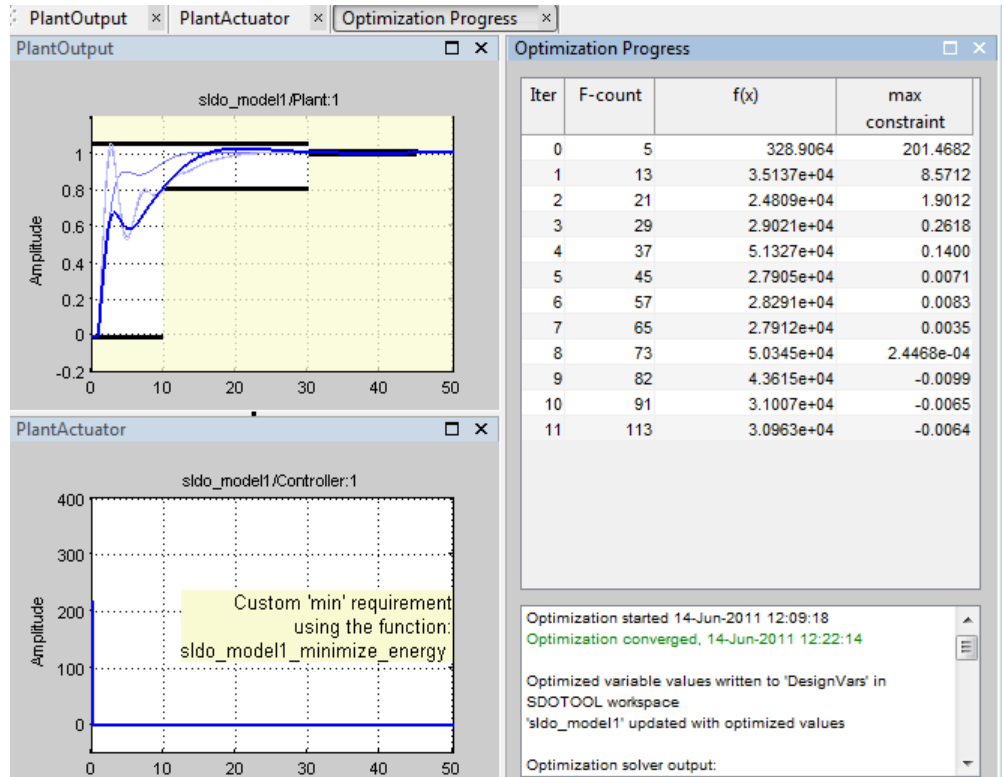 PlantOutput × PlantActuator × Optimization Progress ×
PlantOutput
sldo_model1/Plant:1
Amplitude
1
0.8
0.6
0.4
0.2
0
-0.2
0 10 20 30 40 50
PlantActuator
sldo_model1/Controller:1
Amplitude
400
300
200
100
0
Custom 'min' requirement
using the function:
sldo_model1_minimize_energy
0 10 20 30 40 50
Optimization Progress
Iter F-count f(x) max
constraint
0 5 328.9064 201.4682
1 13 3.5137e+04 8.5712
2 21 2.4809e+04 1.9012
3 29 2.9021e+04 0.2618
4 37 5.1327e+04 0.1400
5 45 2.7905e+04 0.0071
6 57 2.8291e+04 0.0083
7 65 2.7912e+04 0.0035
8 73 5.0345e+04 2.4468e-04
9 82 4.3615e+04 -0.0099
10 91 3.1007e+04 -0.0065
11 113 3.0963e+04 -0.0064
Optimization started 14-Jun-2011 12:09:18
Optimization converged, 14-Jun-2011 12:22:14
Optimized variable values written to 'DesignVars' in
SDOTOOL workspace
'sldo_model1' updated with optimized values
Optimization solver output: